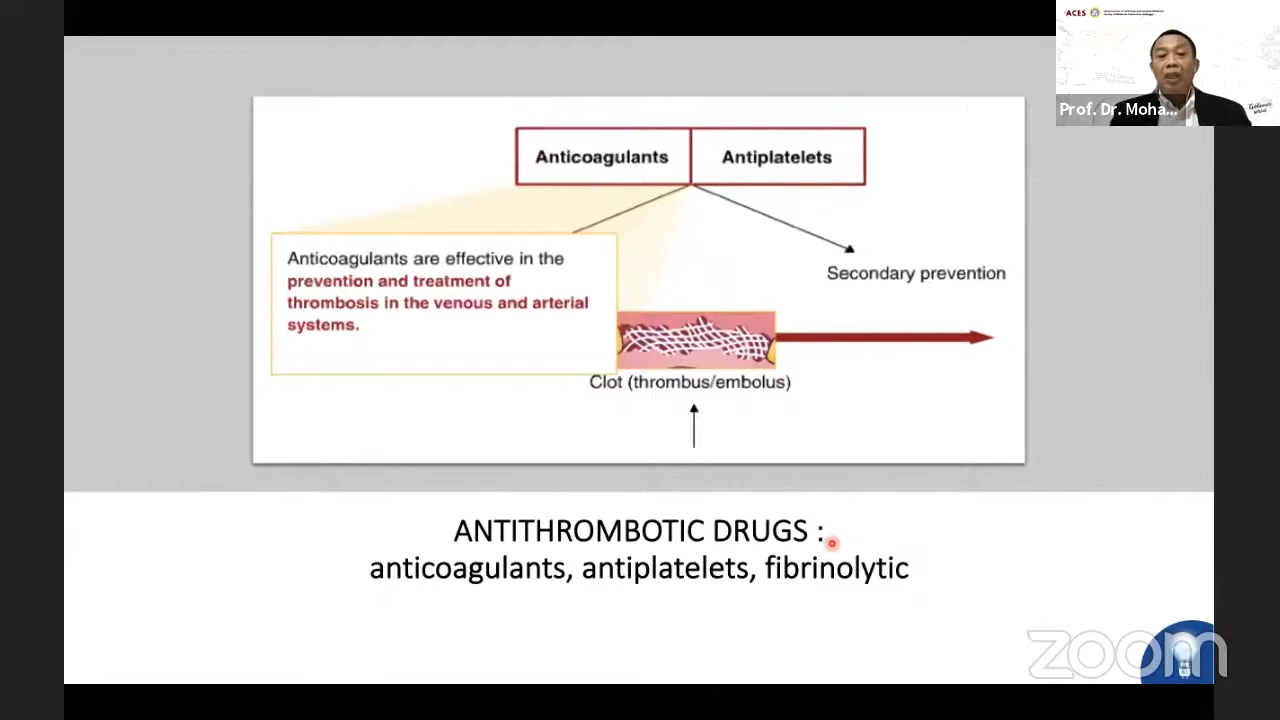 ACES
Prof. Dr. Moha...
Anticoagulants
Antiplatelets
Anticoagulants are effective in the
prevention and treatment of
thrombosis in the venous and arterial
systems.
Secondary prevention
Clot (thrombus/embolus)
ANTITHROMBOTIC DRUGS :
anticoagulants, antiplatelets, fibrinolytic
zoom